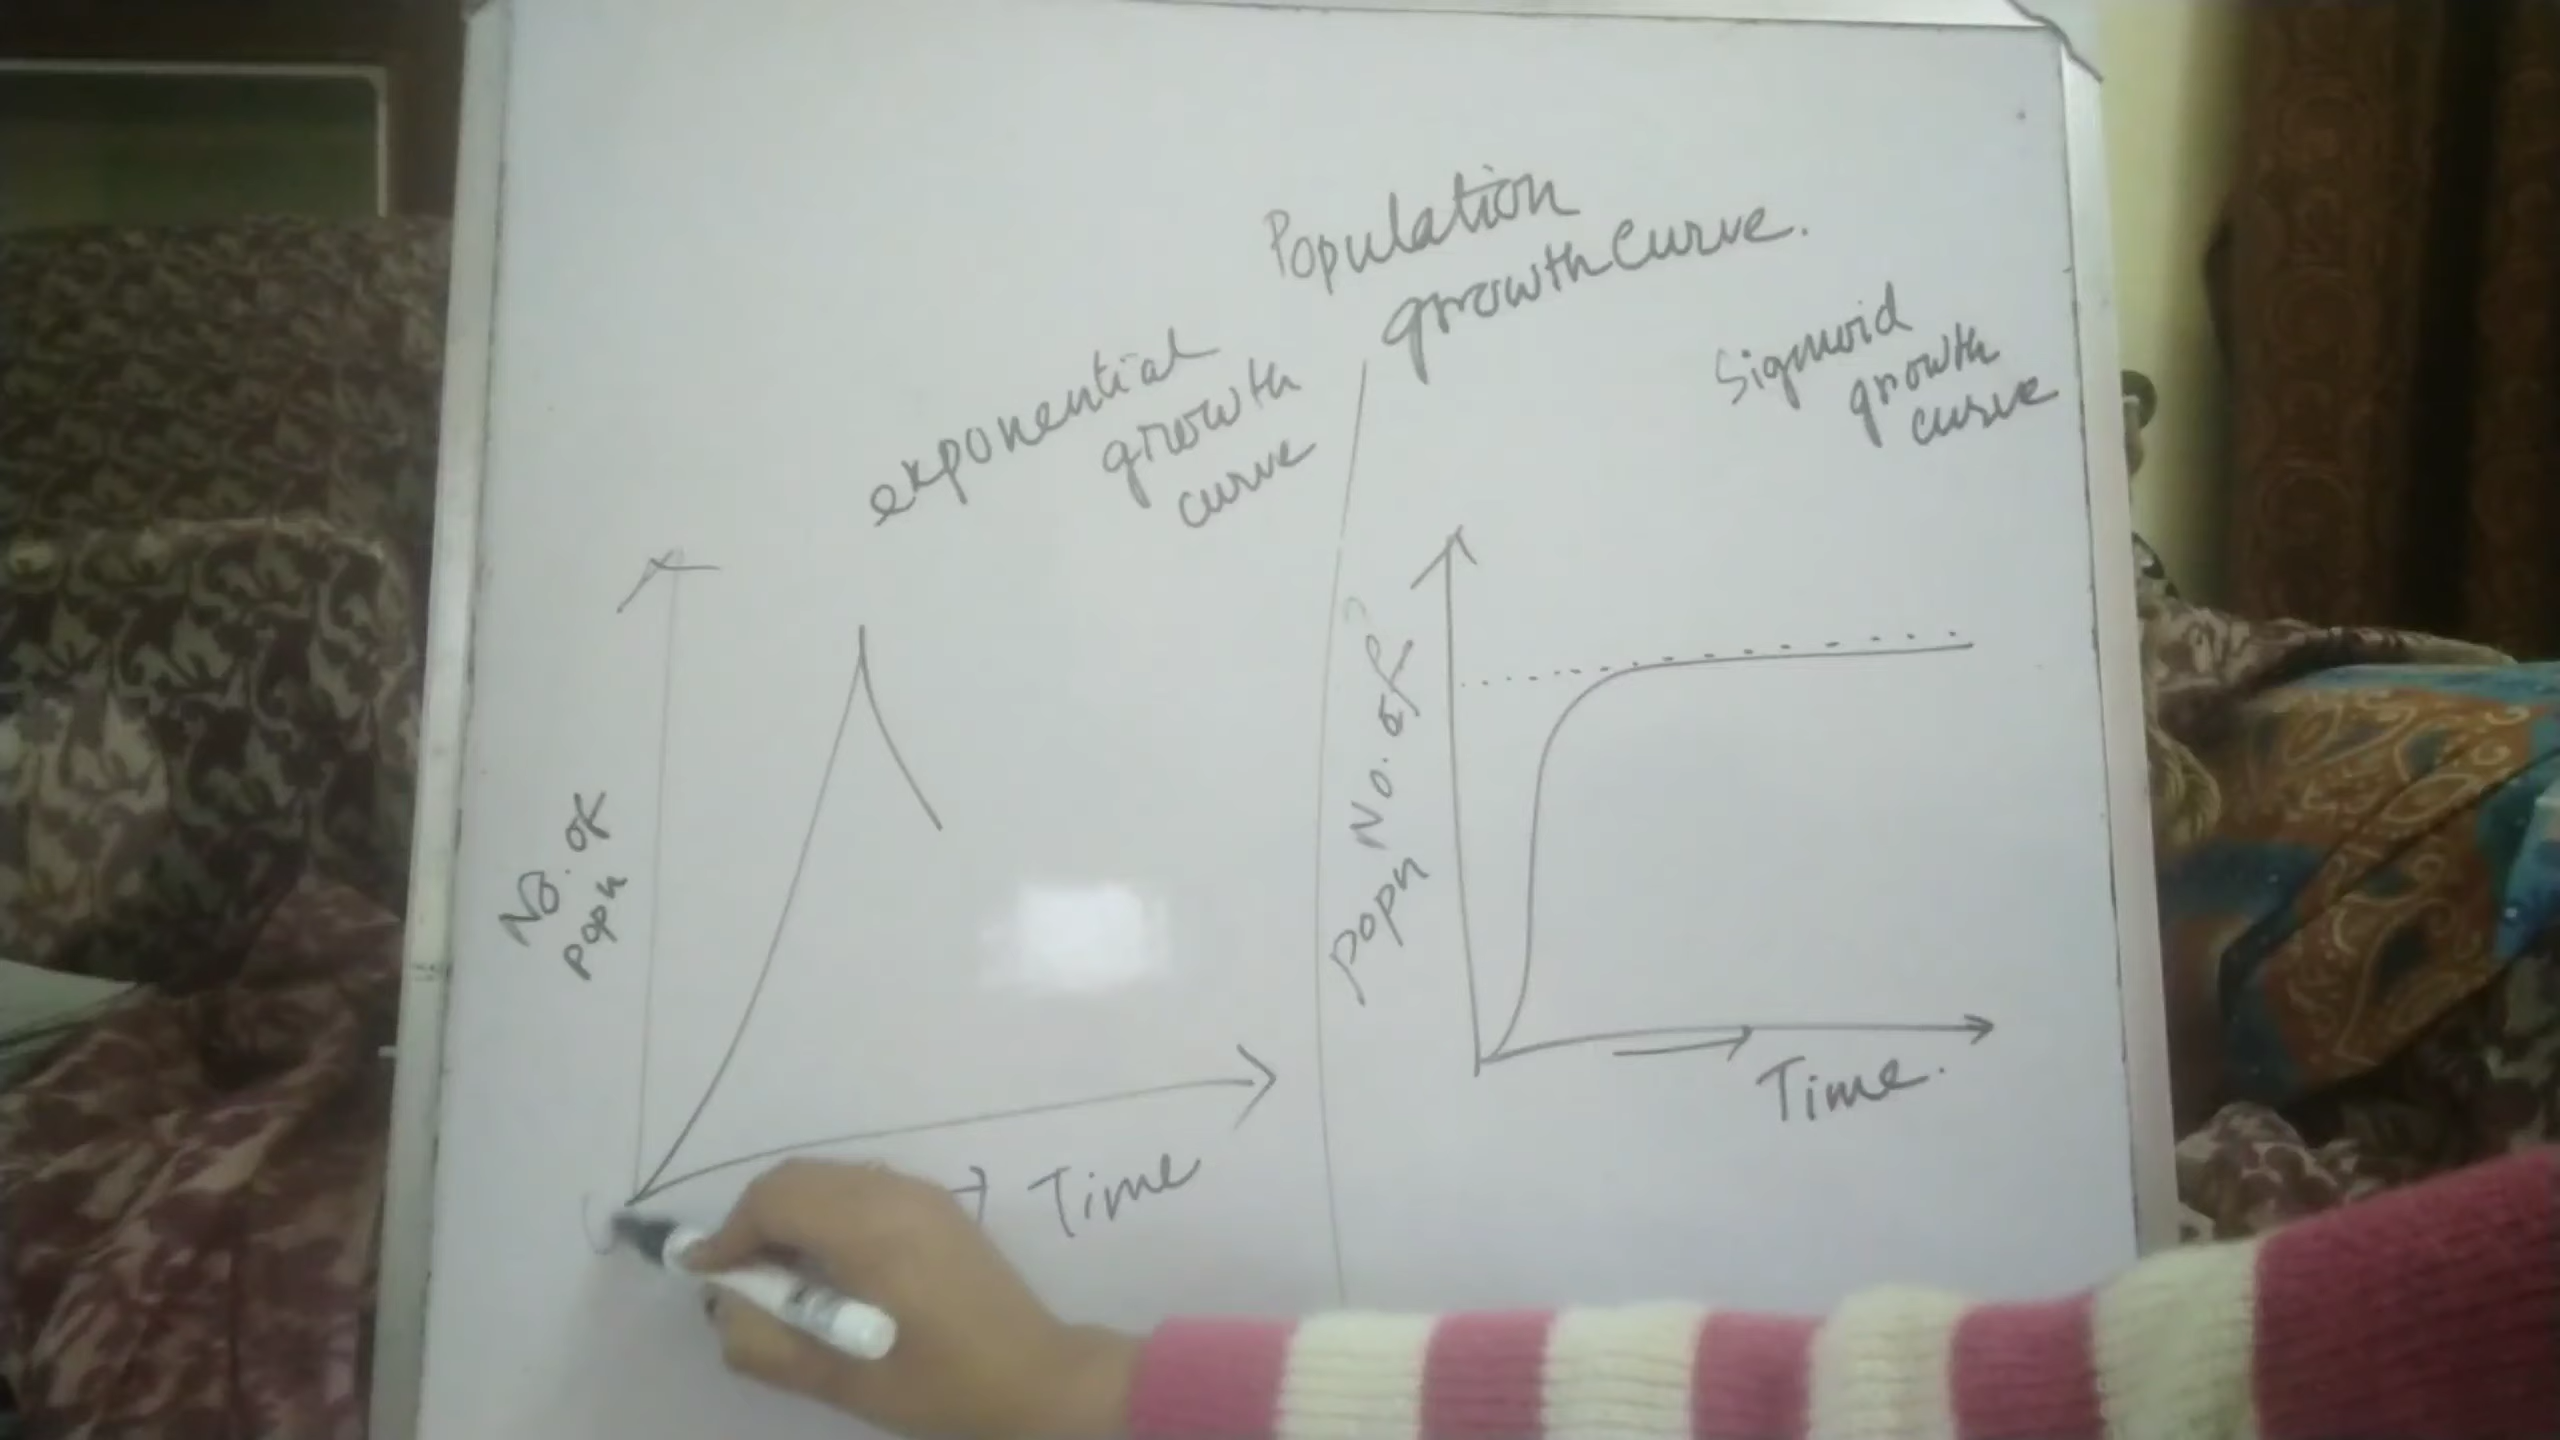 Population
growth curve.
exponential
growth
curve
Sigmoid
growth
curve
No. of
popn
Time
No. of
popn
Time.